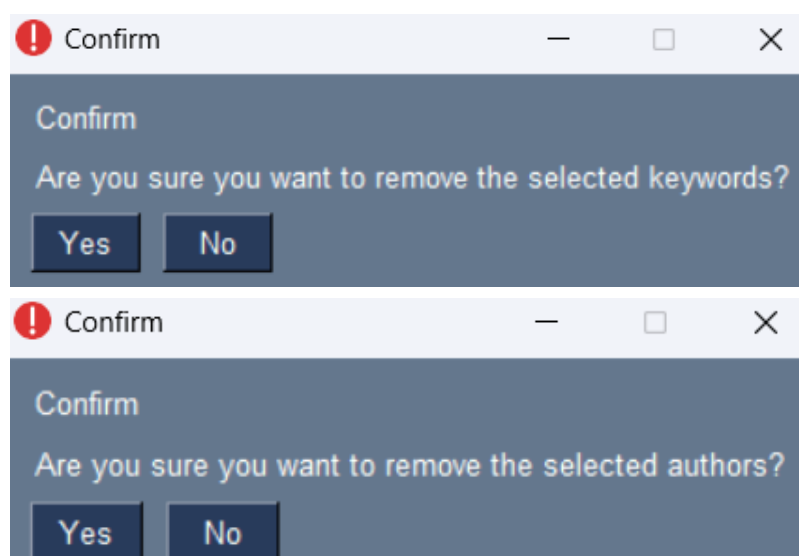 Confirm
Confirm
Are you sure you want to remove the selected keywords?
Yes No
Confirm
Confirm
Are you sure you want to remove the selected authors?
Yes No